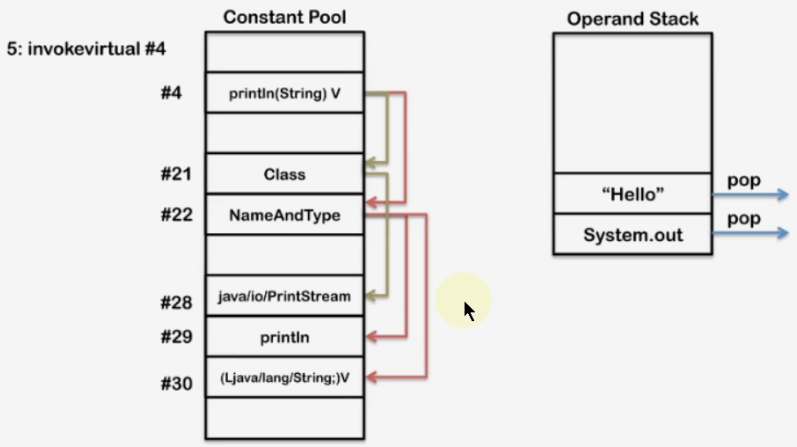 Constant Pool
Operand Stack
5: invokevirtual #4
#4
println(String) V
#21
Class
#22
NameAndType
#28
java/io/PrintStream
#29
println
#30
(Ljava/lang/String;)V
"Hello"
pop
System.out
pop